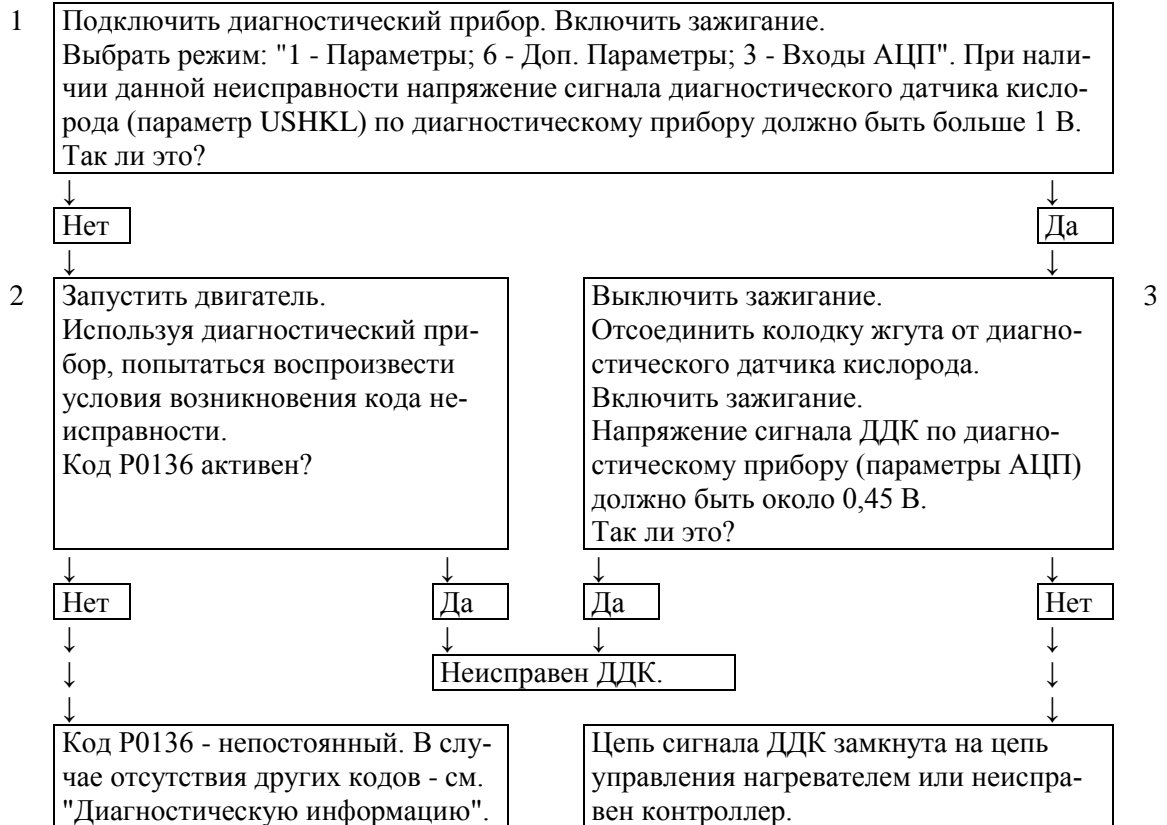 1 Подключить диагностический прибор. Включить зажигание.
Выбрать режим: "1 - Параметры; 6 - Доп. Параметры; 3 - Входы АЦП". При нали-
чии данной неисправности напряжение сигнала диагностического датчика кисло-
рода (параметр USHKL) по диагностическому прибору должно быть больше 1 В.
Так ли это?
↓ ↓
Нет Да
↓ ↓
2 Запустить двигатель.
Используя диагностический при-
бор, попытаться воспроизвести
условия возникновения кода не-
исправности.
Код Р0136 активен?
3 Выключить зажигание.
Отсоединить колодку жгута от диагно-
стического датчика кислорода.
Включить зажигание.
Напряжение сигнала ДДК по диагно-
стическому прибору (параметры АЦП)
должно быть около 0,45 В.
Так ли это?
↓ ↓ ↓ ↓
Нет Да Да Нет
↓ ↓ ↓ ↓
↓ Неисправен ДДК. ↓
↓ ↓
Код Р0136 - непостоянный. В слу-
чае отсутствия других кодов - см.
"Диагностическую информацию".
Цепь сигнала ДДК замкнута на цепь
управления нагревателем или неиспра-
вен контроллер.